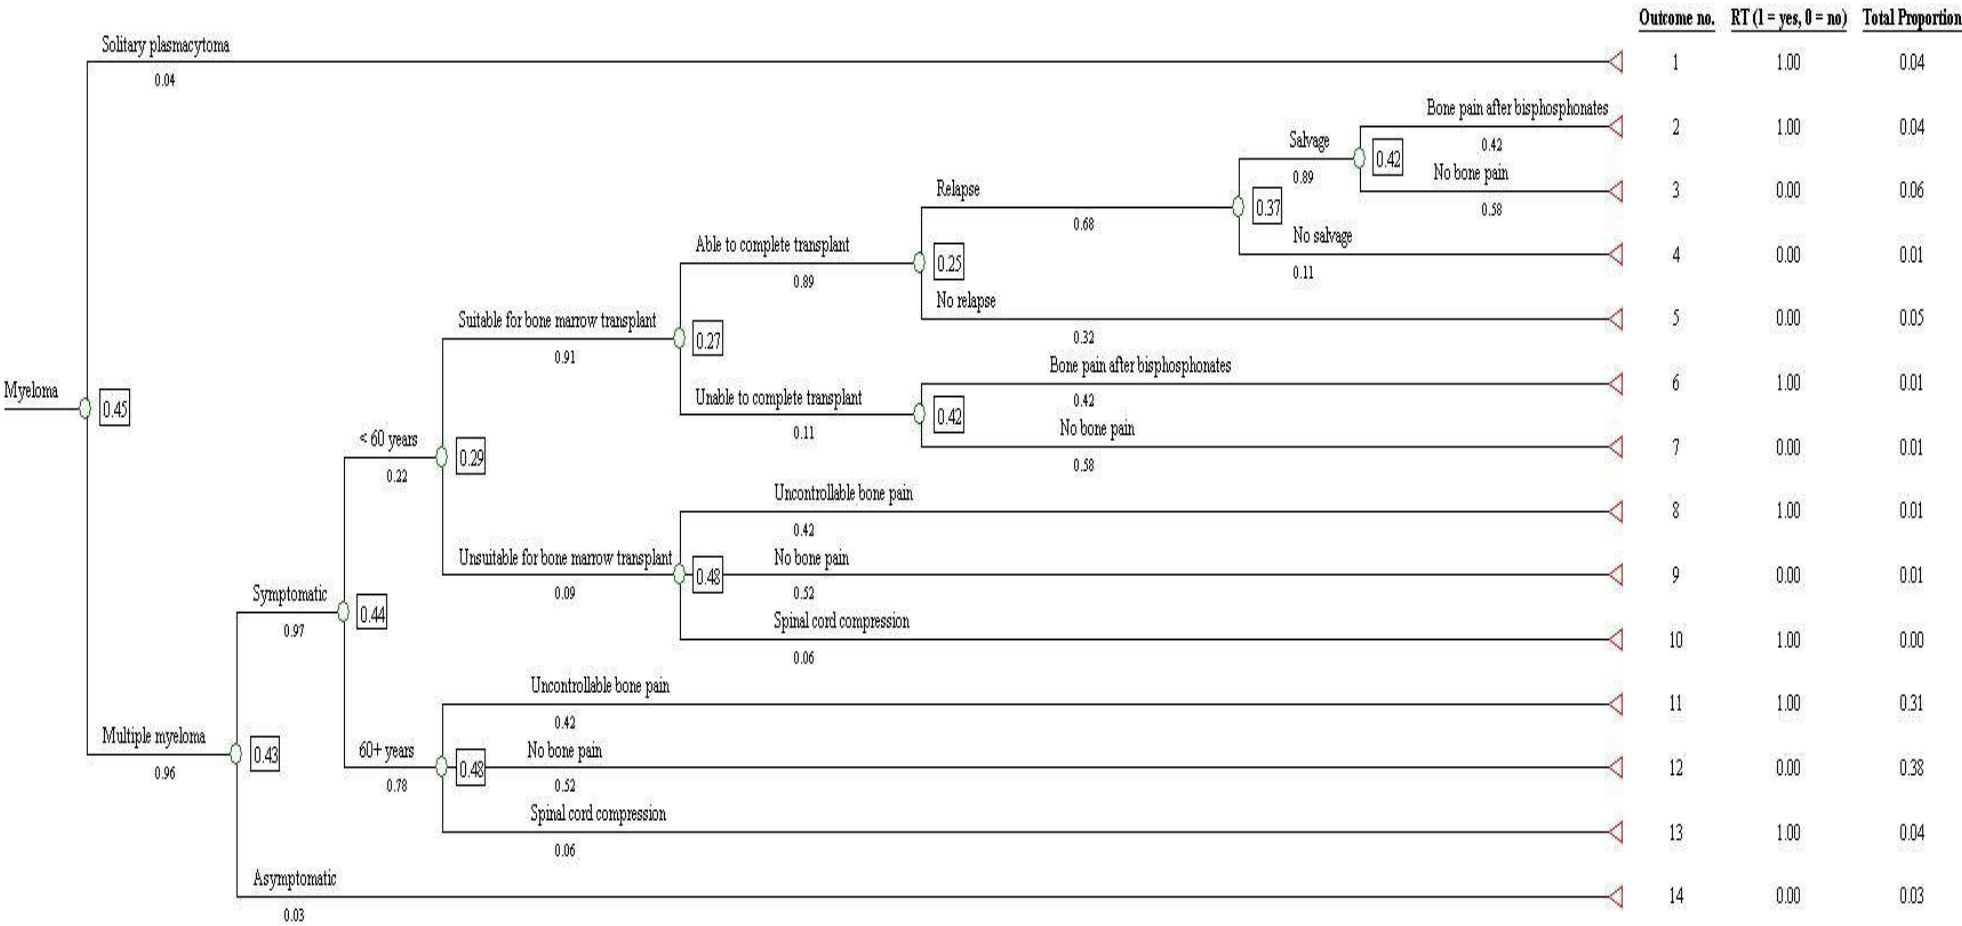 Outcome no. RT (1 = yes, 0 = no) Total Proportion
Solitary plasmacytoma
0.04
1 1.00 0.04
Bone pain after bisphosphonates
0.42
2 1.00 0.04
Salvage
0.89
0.42
No bone pain
0.58
3 0.00 0.06
Relapse
0.68
0.37
No salvage
0.11
4 0.00 0.01
Able to complete transplant
0.89
0.25
No relapse
0.32
5 0.00 0.05
Suitable for bone marrow transplant
0.91
0.27
Bone pain after bisphosphonates
0.42
6 1.00 0.01
Unable to complete transplant
0.11
0.42
No bone pain
0.58
7 0.00 0.01
Myeloma
0.45
< 60 years
0.22
0.29
Uncontrollable bone pain
0.42
8 1.00 0.01
Unsuitable for bone marrow transplant
0.09
0.48
No bone pain
0.52
9 0.00 0.01
Symptomatic
0.97
0.44
Spinal cord compression
0.06
10 1.00 0.00
Uncontrollable bone pain
0.42
11 1.00 0.31
Multiple myeloma
0.96
0.43
60+ years
0.78
0.48
No bone pain
0.52
12 0.00 0.38
Spinal cord compression
0.06
13 1.00 0.04
Asymptomatic
0.03
14 0.00 0.03